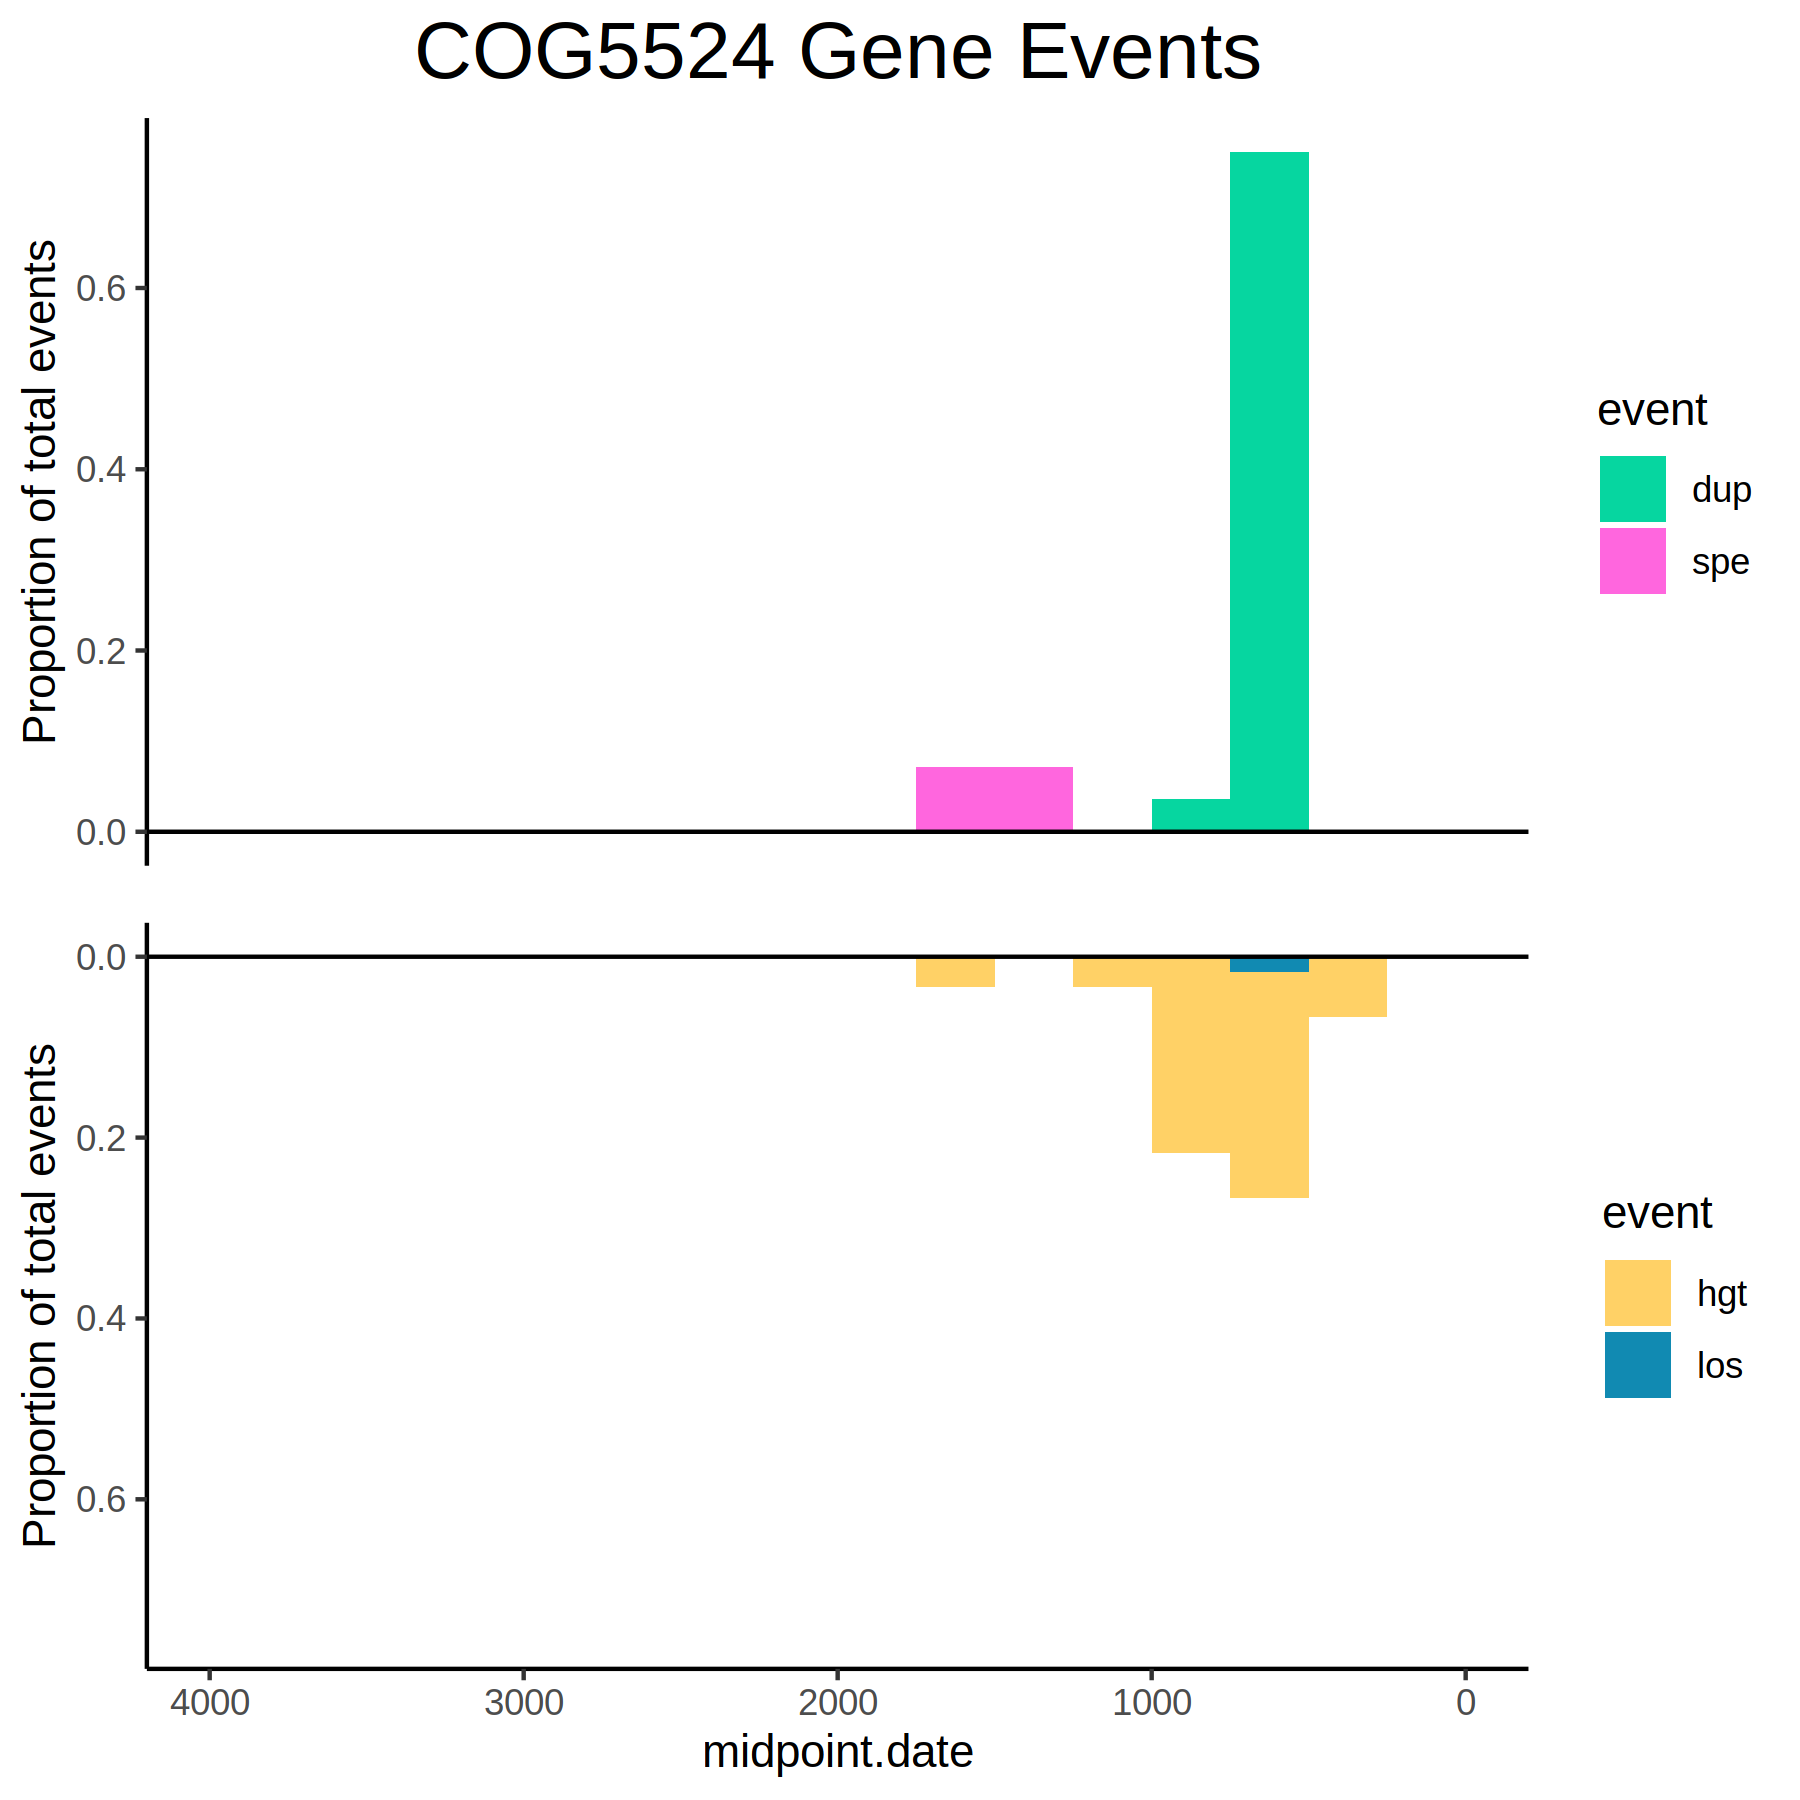 COG5524 Gene Events
Proportion of total events
0.6
0.4
0.2
0.0
event
dup
spe
Proportion of total events
0.0
0.2
0.4
0.6
event
hgt
los
4000 3000 2000 1000 0
midpoint.date